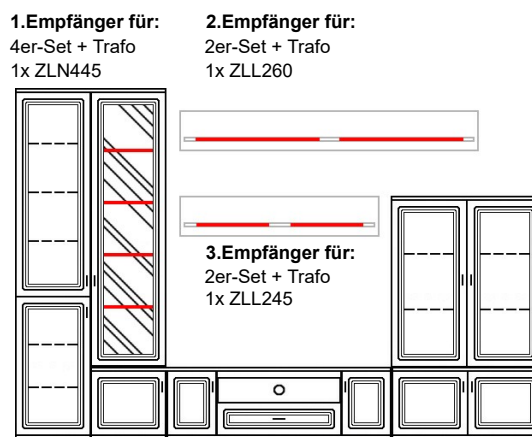 1.Empfänger für:
4er-Set + Trafo
1x ZLN445
2.Empfänger für:
2er-Set + Trafo
1x ZLL260
3.Empfänger für:
2er-Set + Trafo
1x ZLL245